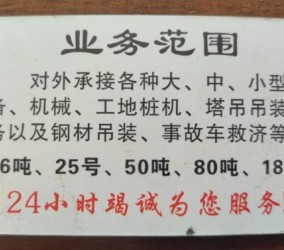 业务范围
对外承接各种大、中、小型
备、机械、工地桩机、塔吊吊装
务以及钢材吊装、事故车救济等
6吨、25号、50吨、80吨、18
24小时竭诚为您服务